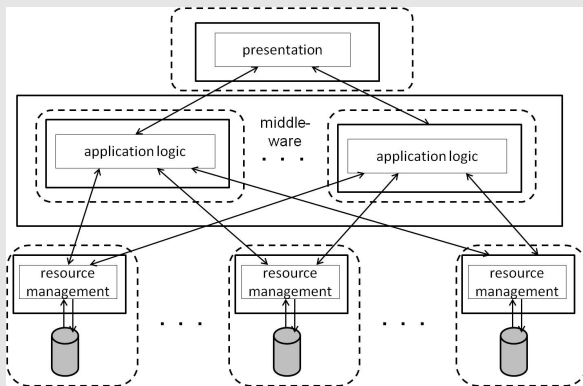 presentation
middle-
ware
. . .
application logic
application logic
resource
management
resource
management
resource
management
. . .
. . .